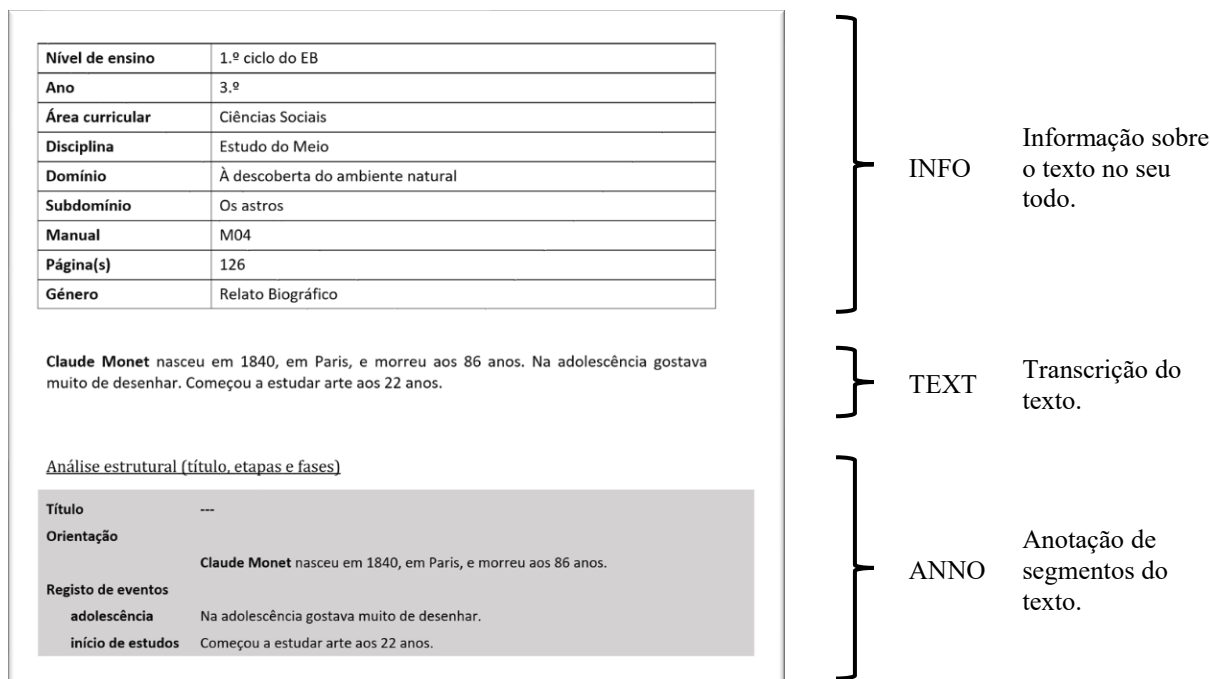 Nível de ensino 1.º ciclo do EB
Ano 3.º
Área curricular Ciências Sociais
Disciplina Estudo do Meio
Domínio À descoberta do ambiente natural
Subdomínio Os astros
Manual M04
Página(s) 126
Género Relato Biográfico
INFO
Informação sobre
o texto no seu
todo.
Claude Monet nasceu em 1840, em Paris, e morreu aos 86 anos. Na adolescência gostava
muito de desenhar. Começou a estudar arte aos 22 anos.
TEXT
Transcrição do
texto.
Análise estrutural (título, etapas e fases)
Título ---
Orientação
Claude Monet nasceu em 1840, em Paris, e morreu aos 86 anos.
Registo de eventos
adolescência Na adolescência gostava muito de desenhar.
início de estudos Começou a estudar arte aos 22 anos.
ANNO
Anotação de
segmentos do
texto.